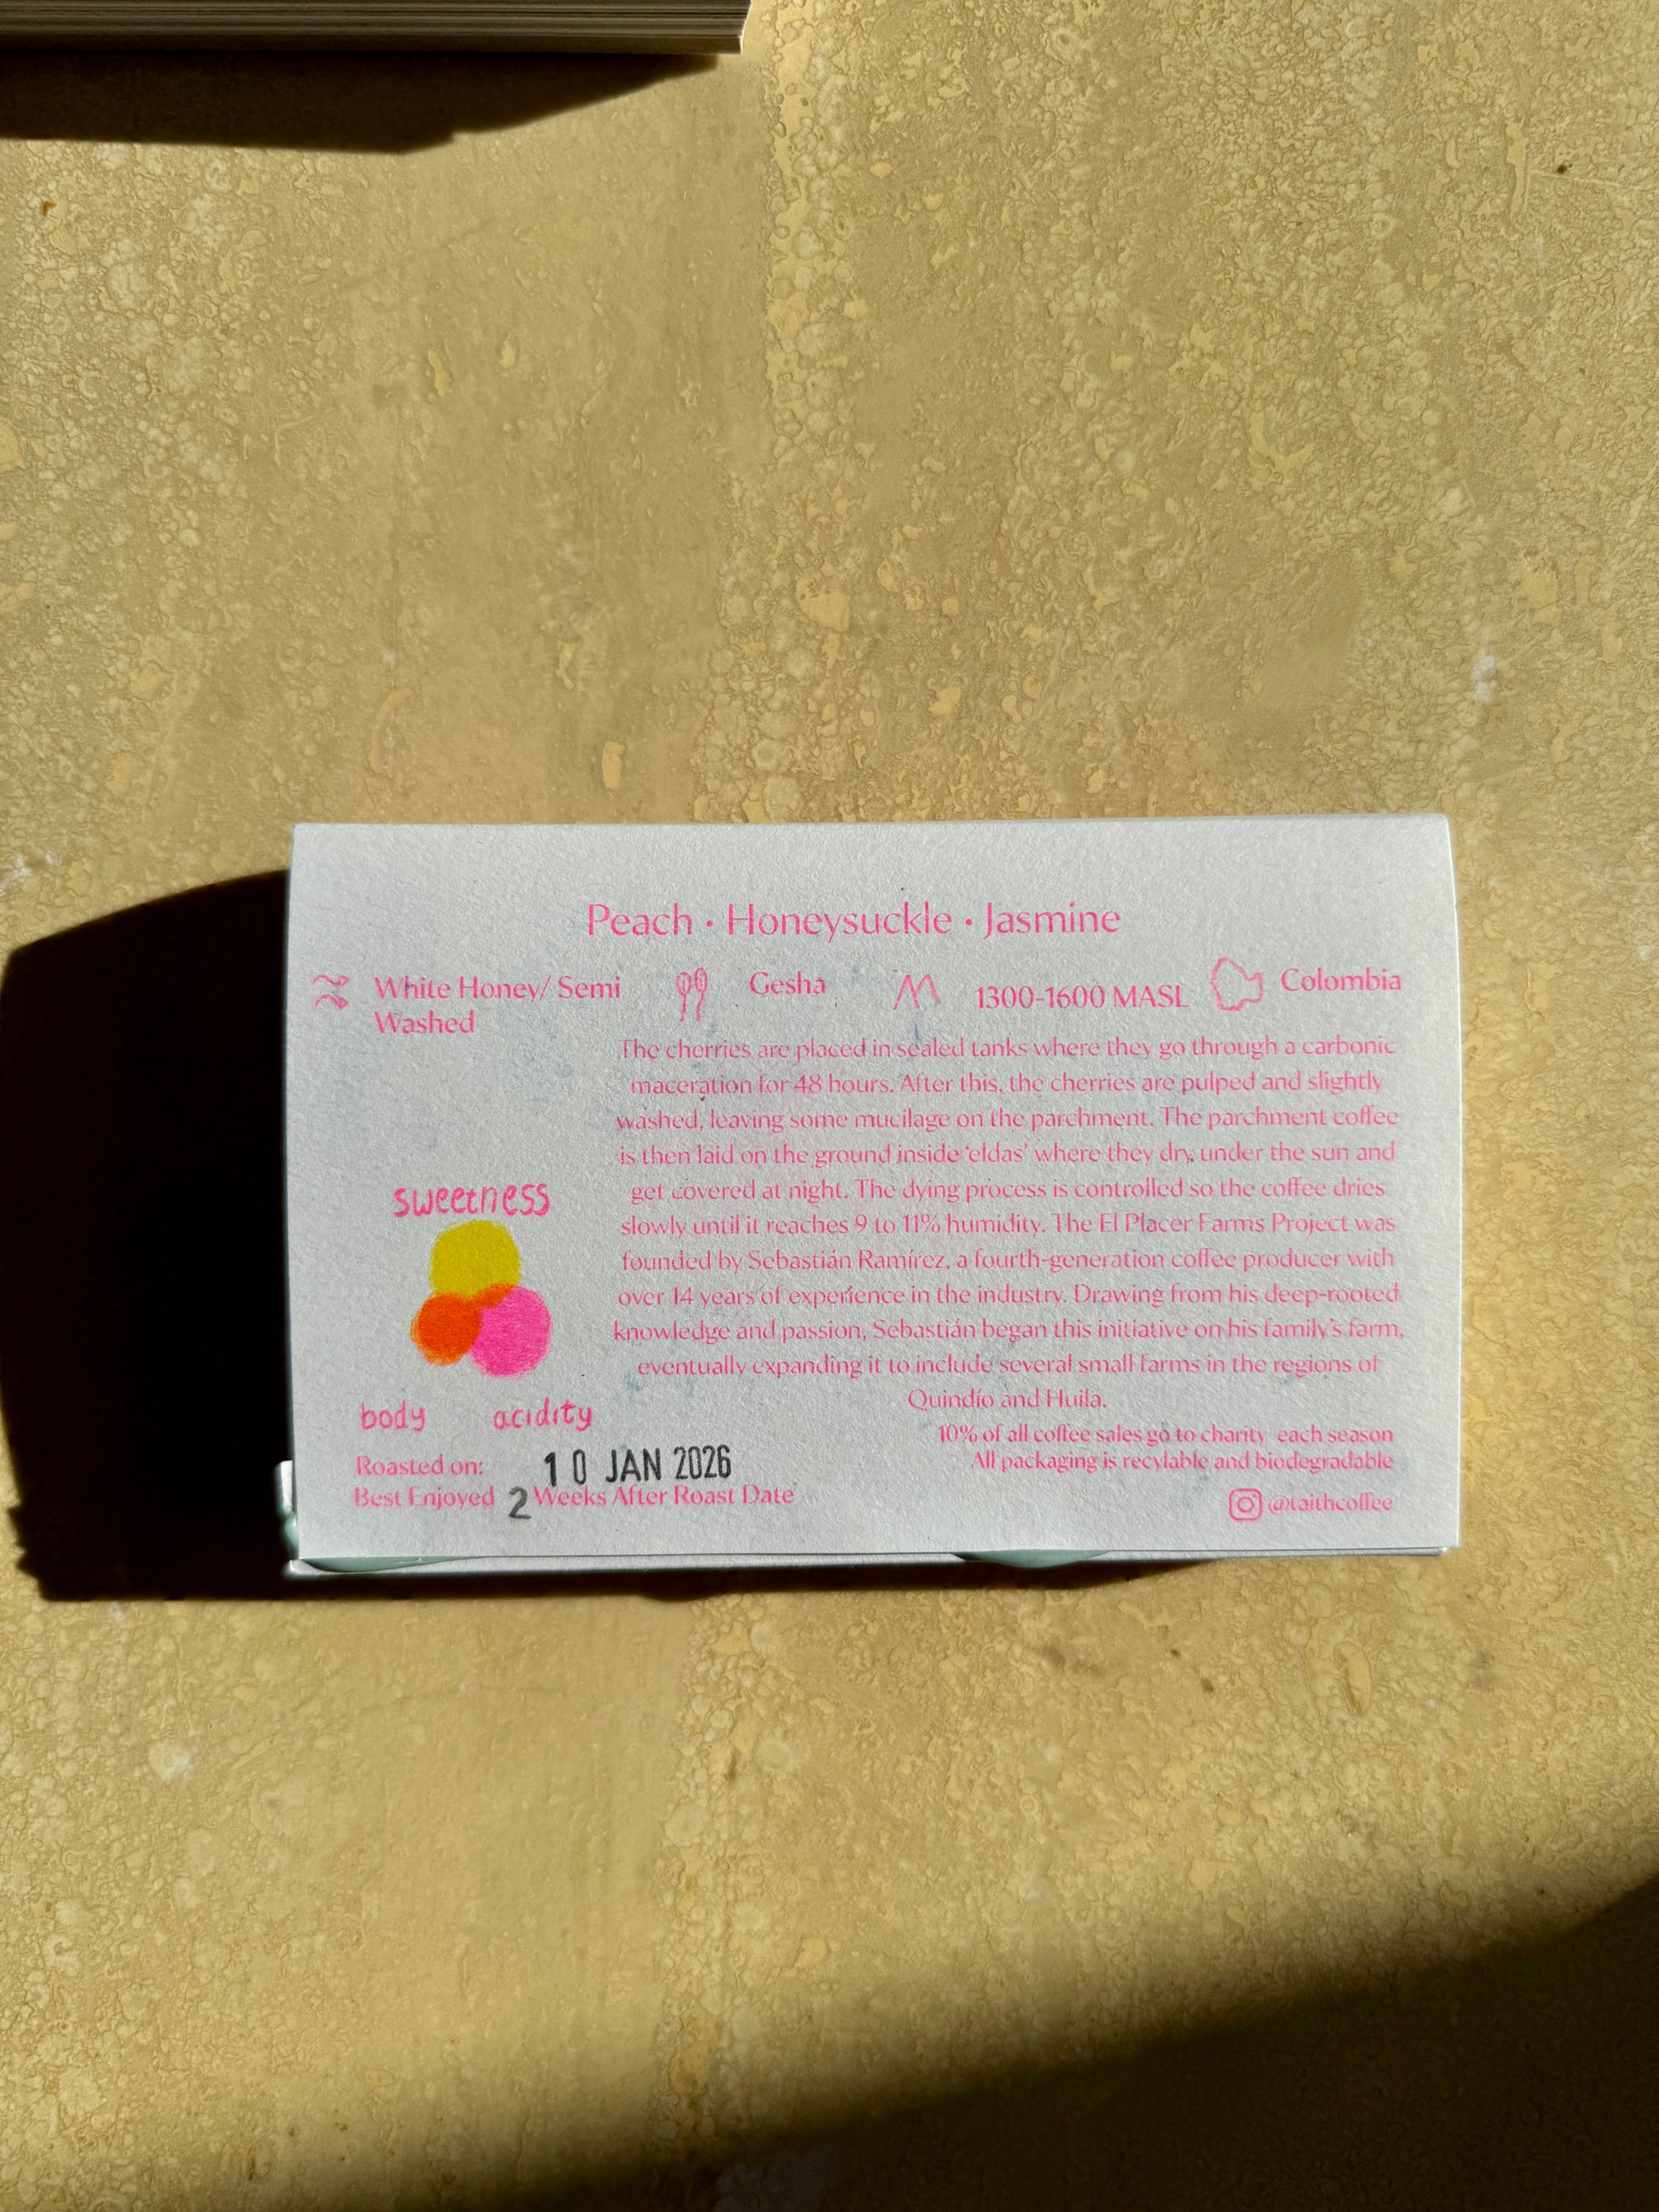 Peach · Honeysuckle · Jasmine
White Honey/ Semi
Washed
Gesha
1300-1600 MASL
Colombia
The cherries are placed in sealed tanks where they go through a carbonic
maceration for 48 hours. After this, the cherries are pulped and slightly
washed, leaving some mucilage on the parchment. The parchment coffee
is then laid on the ground inside 'eldas' where they dry under the sun and
get covered at night. The dying process is controlled so the coffee dries
slowly until it reaches 9 to 11% humidity. The El Placer Farms Project was
founded by Sebastián Ramírez, a fourth-generation coffee producer with
over 14 years of experience in the industry. Drawing from his deep-rooted
knowledge and passion, Sebastián began this initiative on his family's farm,
eventually expanding it to include several small farms in the regions of
Quindío and Huila.
sweetness
body
acidity
10% of all coffee sales go to charity each season
All packaging is recylable and biodegradable
Roasted on: 10 JAN 2026
Best Enjoyed 2 Weeks After Roast Date
@taithcoffee